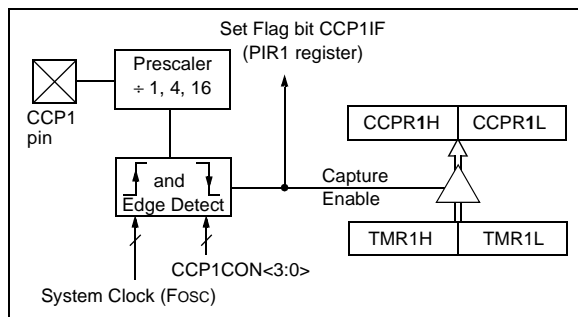 Set Flag bit CCP1IF
(PIR1 register)
Prescaler
÷ 1, 4, 16
CCP1
pin
CCPR1H
CCPR1L
and
Edge Detect
Capture
Enable
TMR1H
TMR1L
CCP1CON<3:0>
System Clock (FOSC)